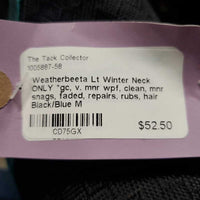 The Tack Collector
1005887-58
Weatherbeeta Lt Winter Neck
ONLY *gc, v. mnr wpf, clean, mnr
snags, faded, repairs, rubs, hair
Black/Blue M
CD75GX
$52.50